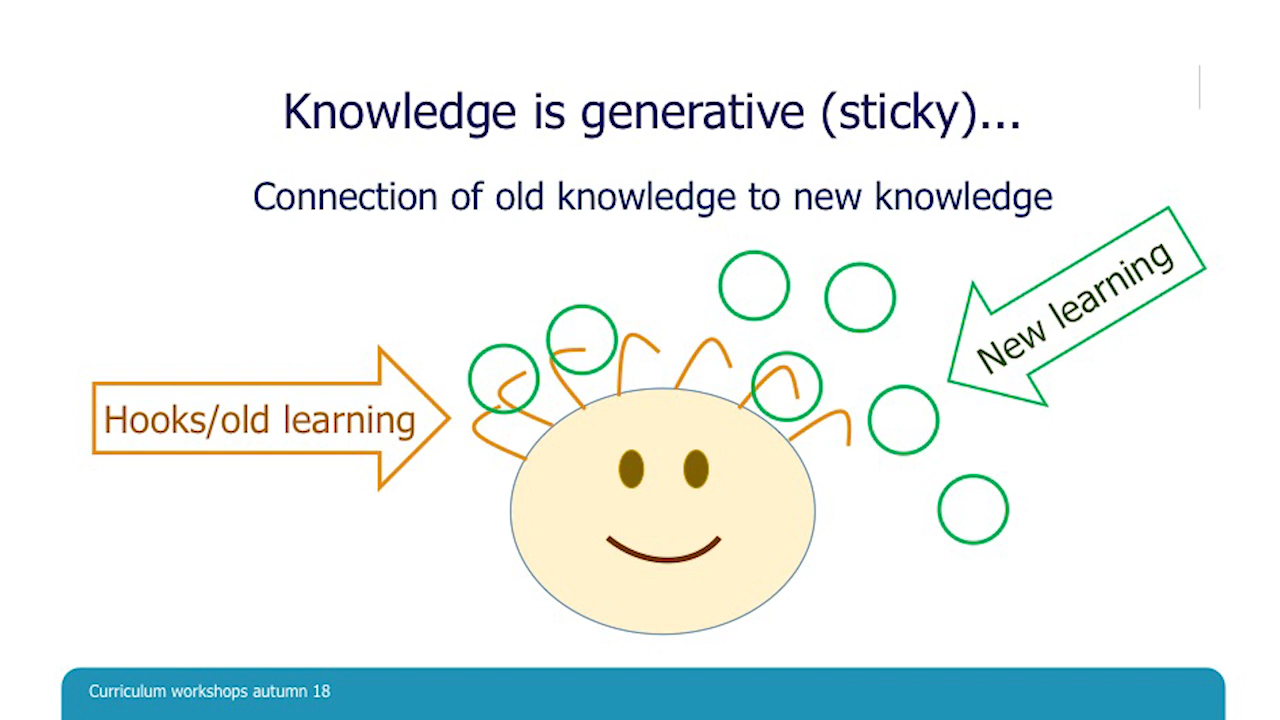 Knowledge is generative (sticky)...
Connection of old knowledge to new knowledge
New learning
Hooks/old learning
Curriculum workshops autumn 18